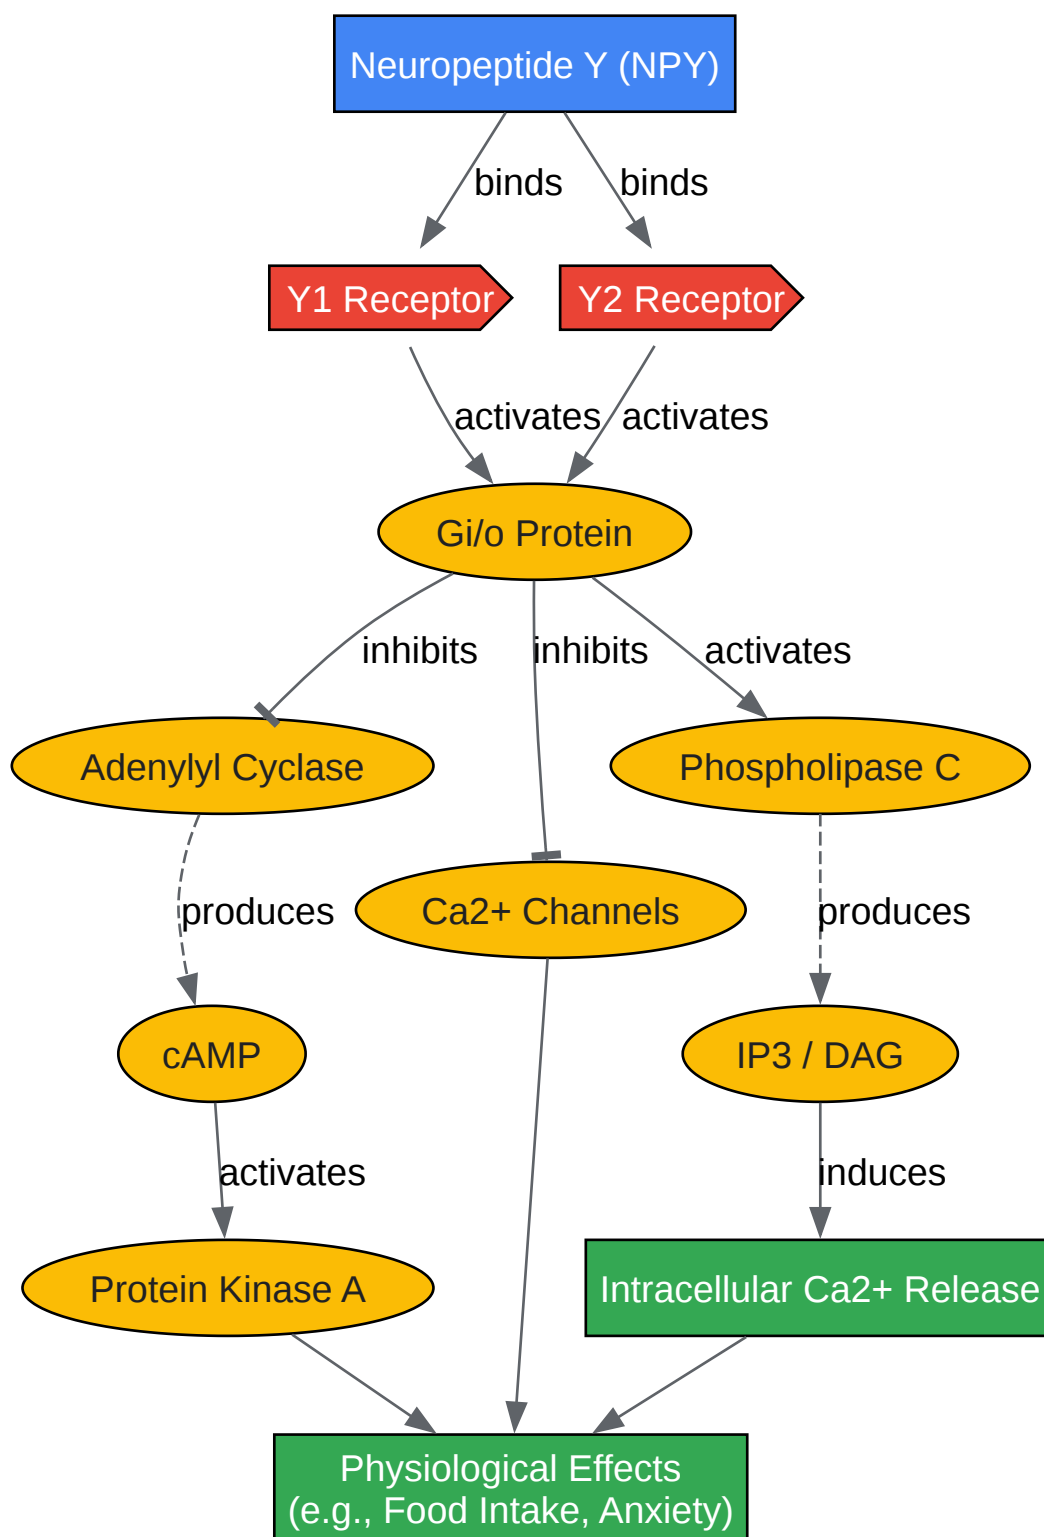 Neuropeptide Y (NPY)
binds
binds
Y1 Receptor
Y2 Receptor
activates
activates
Gi/o Protein
inhibits
inhibits
activates
Adenylyl Cyclase
Phospholipase C
produces
Ca2+ Channels
produces
cAMP
IP3 / DAG
activates
induces
Protein Kinase A
Intracellular Ca2+ Release
Physiological Effects
(e.g., Food Intake, Anxiety)